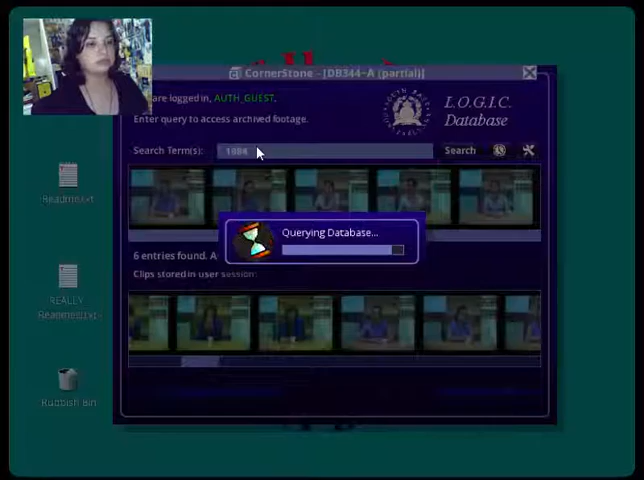 CornerStone - [DB344-A (partial)]
are logged in, AUTH_GUEST.
Enter query to access archived footage.
L.O.G.I.C.
Database
Search Term(s):
Search
Querying Database...
6 entries found. A
Clips stored in user session:
Readme.txt
REALLY
Readme.txt
Rubbish Bin